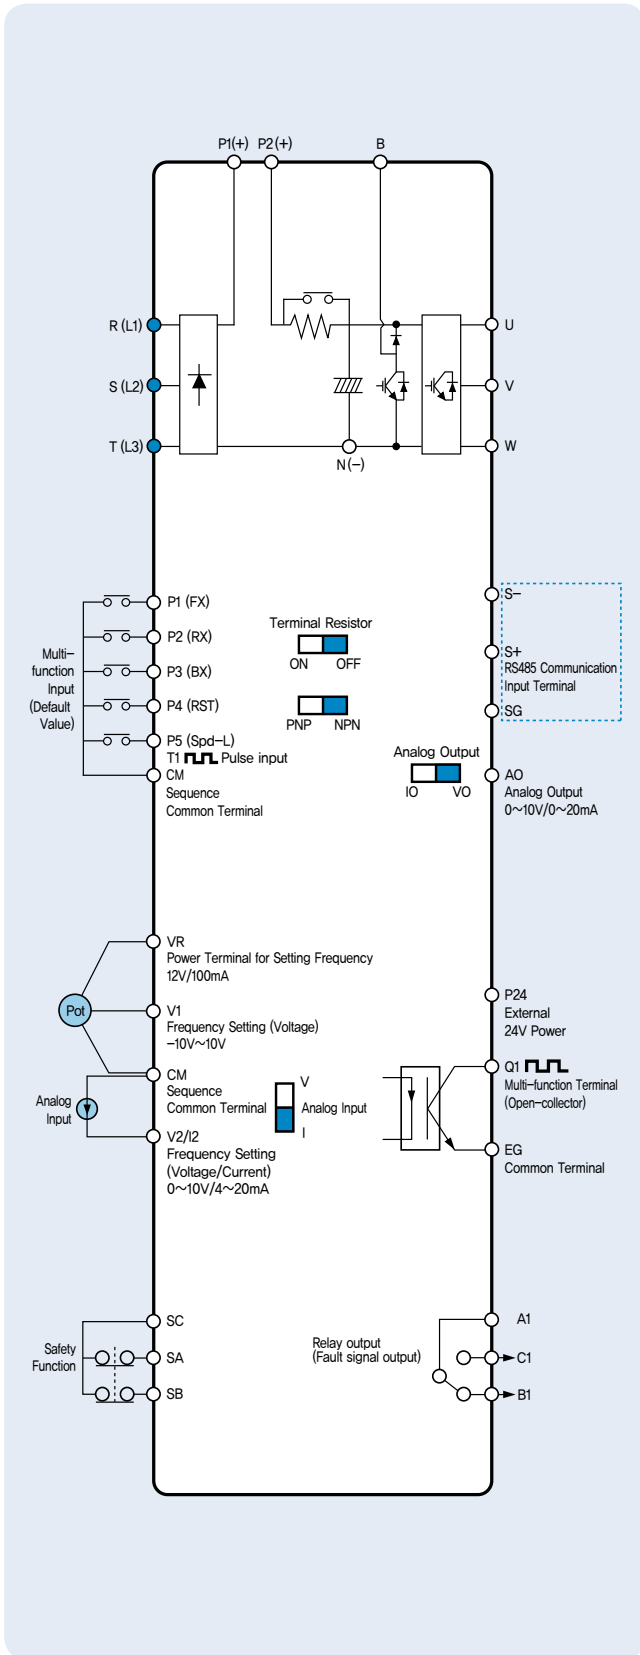 P1(+) P2(+) B
R (L1)
S (L2)
T (L3)
U
V
W
N(−)
Multi-
function
Input
(Default
Value)
P1 (FX)
P2 (RX)
P3 (BX)
P4 (RST)
P5 (Spd−L)
T1 Pulse input
CM
Sequence
Common Terminal
Terminal Resistor
ON OFF
PNP NPN
Analog Output
IO VO
S−
S+
RS485 Communication
Input Terminal
SG
AO
Analog Output
0~10V/0~20mA
Pot
VR
Power Terminal for Setting Frequency
12V/100mA
V1
Frequency Setting (Voltage)
−10V~10V
CM
Sequence
Common Terminal
Analog
Input
V
Analog Input
I
V2/I2
Frequency Setting
(Voltage/Current)
0~10V/4~20mA
P24
External
24V Power
Q1
Multi-function Terminal
(Open-collector)
EG
Common Terminal
Safety
Function
SC
SA
SB
Relay output
(Fault signal output)
A1
C1
B1